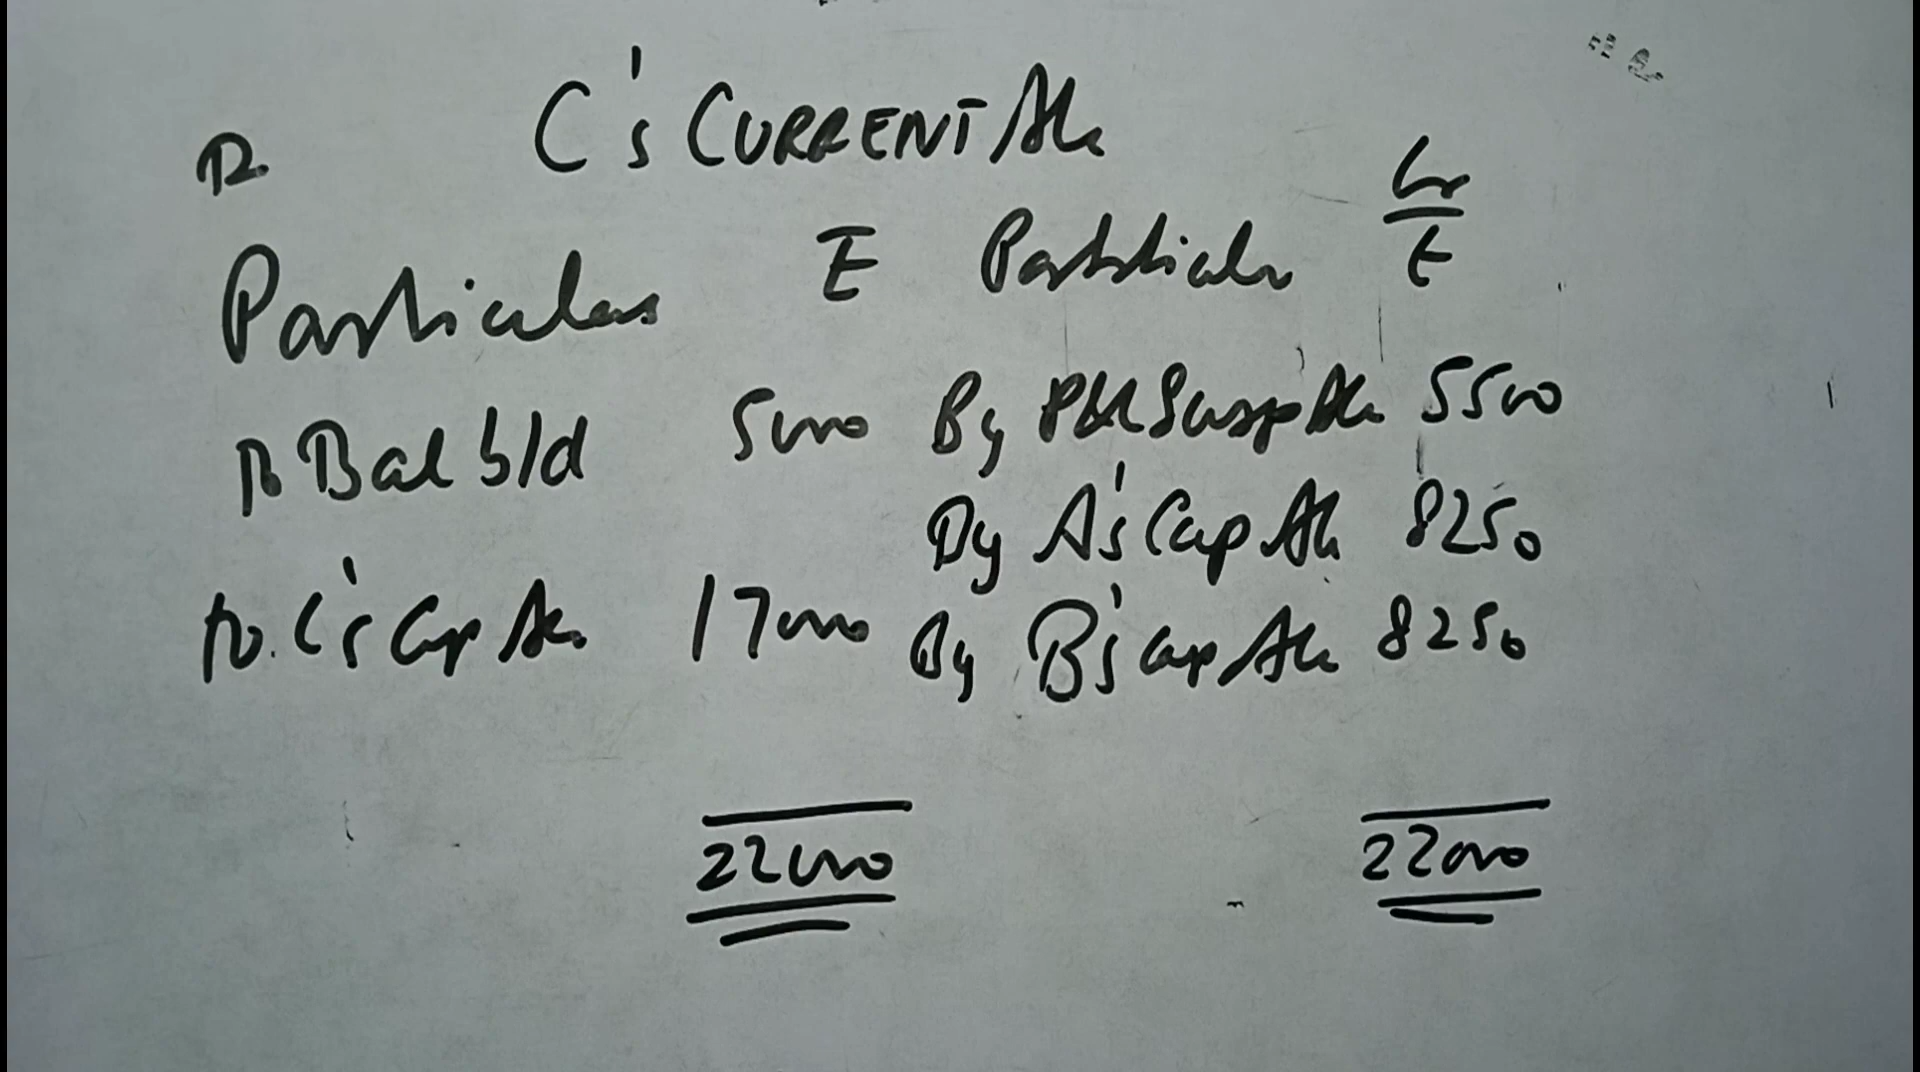 C's CURRENT A/c
Dr. Cr
Particulars ₹ Particulars ₹
To Bal b/d 5000 By P&L Susp A/c 5500
By A's Cap A/c 8250
To. C's Cap A/c. 17000 By B's Cap A/c 8250
22000 22000